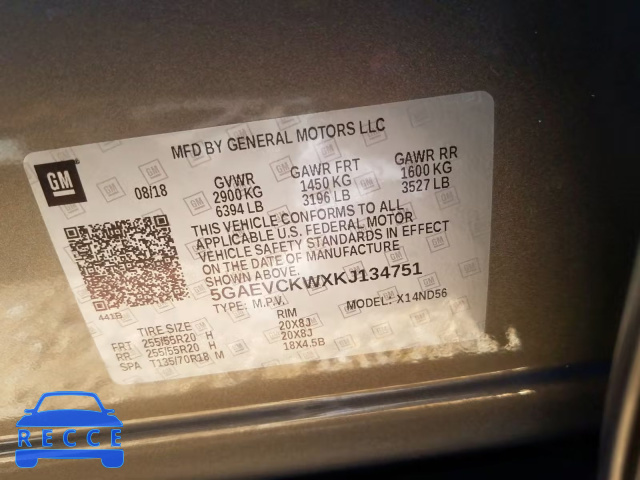 MFD BY GENERAL MOTORS LLC
GM
08/18
GVWR GAWR FRT GAWR RR
2900 KG 1450 KG 1600 KG
6394 LB 3196 LB 3527 LB
THIS VEHICLE CONFORMS TO ALL
APPLICABLE U.S. FEDERAL MOTOR
VEHICLE SAFETY STANDARDS IN EFFECT
ON THE DATE OF MANUFACTURE
SHOWN ABOVE.
5GAEVCKWXKJ134751
TYPE: M.P.V. MODEL: X14ND56
441B
TIRE SIZE RIM
FRT 255/55R20 H 20X8J
RR 255/55R20 H 20X8J
SPA T135/70R18 M 18X4.5B
RECCE